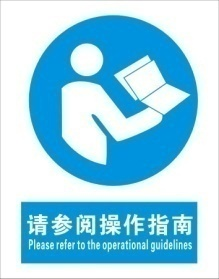 请参阅操作指南
Please refer to the operational guidelines